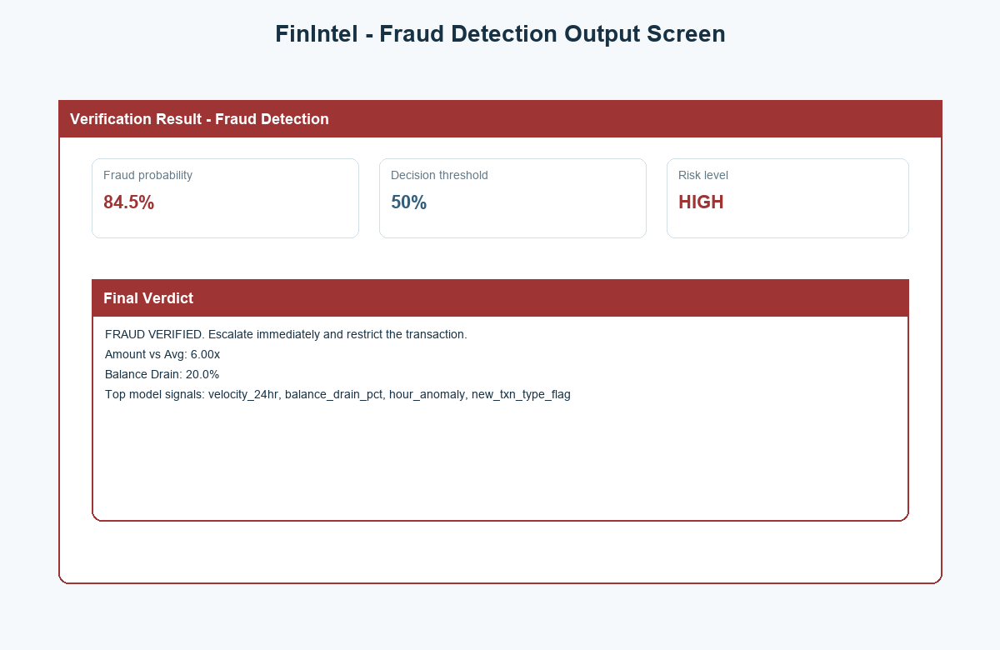 FinIntel - Fraud Detection Output Screen
Verification Result - Fraud Detection
Fraud probability
84.5%
Decision threshold
50%
Risk level
HIGH
Final Verdict
FRAUD VERIFIED. Escalate immediately and restrict the transaction.
Amount vs Avg: 6.00x
Balance Drain: 20.0%
Top model signals: velocity_24hr, balance_drain_pct, hour_anomaly, new_txn_type_flag